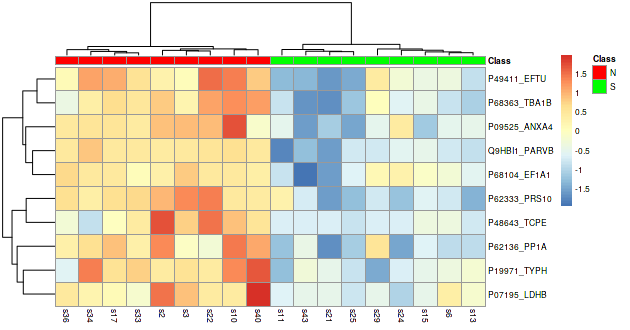 Class
P49411_EFTU
P68363_TBA1B
P09525_ANXA4
Q9HBI1_PARVB
P68104_EF1A1
P62333_PRS10
P48643_TCPE
P62136_PP1A
P19971_TYPH
P07195_LDHB
s36 s34 s17 s33 s2 s3 s22 s10 s40 s11 s43 s21 s25 s29 s24 s15 s6 s13
1.5
1
0.5
0
-0.5
-1
-1.5
Class
N
S